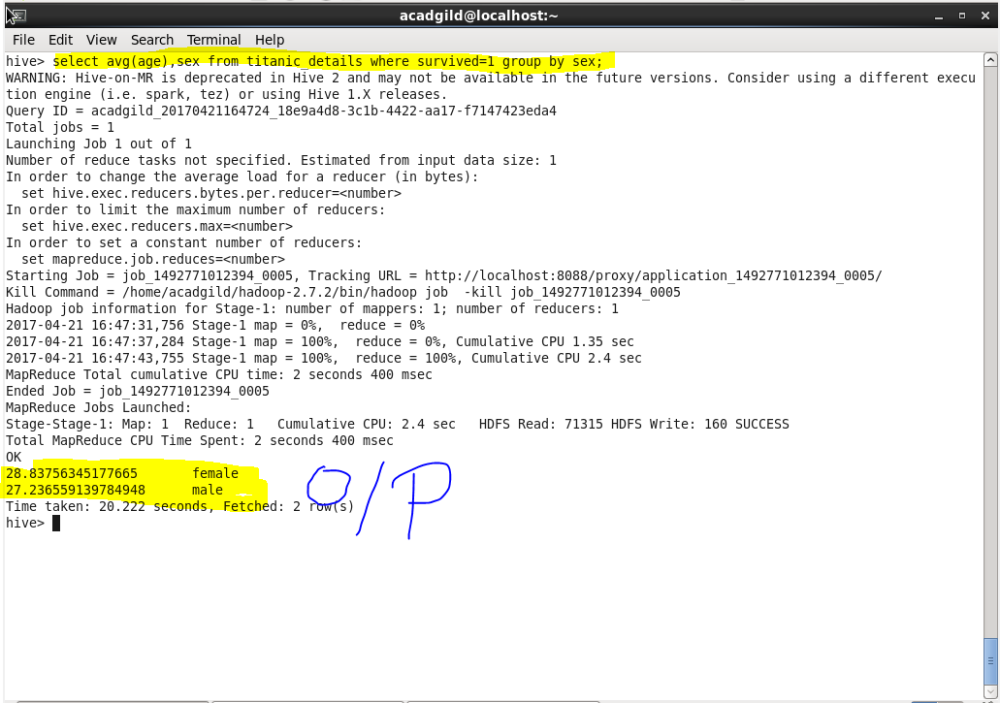 acadgild@localhost:~
File Edit View Search Terminal Help
hive> select avg(age),sex from titanic_details where survived=1 group by sex;
WARNING: Hive-on-MR is deprecated in Hive 2 and may not be available in the future versions. Consider using a different execu
tion engine (i.e. spark, tez) or using Hive 1.X releases.
Query ID = acadgild_20170421164724_18e9a4d8-3c1b-4422-aa17-f7147423eda4
Total jobs = 1
Launching Job 1 out of 1
Number of reduce tasks not specified. Estimated from input data size: 1
In order to change the average load for a reducer (in bytes):
  set hive.exec.reducers.bytes.per.reducer=<number>
In order to limit the maximum number of reducers:
  set hive.exec.reducers.max=<number>
In order to set a constant number of reducers:
  set mapreduce.job.reduces=<number>
Starting Job = job_1492771012394_0005, Tracking URL = http://localhost:8088/proxy/application_1492771012394_0005/
Kill Command = /home/acadgild/hadoop-2.7.2/bin/hadoop job  -kill job_1492771012394_0005
Hadoop job information for Stage-1: number of mappers: 1; number of reducers: 1
2017-04-21 16:47:31,756 Stage-1 map = 0%,  reduce = 0%
2017-04-21 16:47:37,284 Stage-1 map = 100%,  reduce = 0%, Cumulative CPU 1.35 sec
2017-04-21 16:47:43,755 Stage-1 map = 100%,  reduce = 100%, Cumulative CPU 2.4 sec
MapReduce Total cumulative CPU time: 2 seconds 400 msec
Ended Job = job_1492771012394_0005
MapReduce Jobs Launched:
Stage-Stage-1: Map: 1  Reduce: 1   Cumulative CPU: 2.4 sec   HDFS Read: 71315 HDFS Write: 160 SUCCESS
Total MapReduce CPU Time Spent: 2 seconds 400 msec
OK
28.83756345177665       female
27.236559139784948      male
O/P
Time taken: 20.222 seconds, Fetched: 2 row(s)
hive>